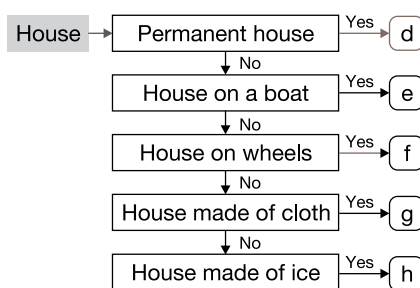 House Permanent house Yes d
No
House on a boat Yes e
No
House on wheels Yes f
No
House made of cloth Yes g
No
House made of ice Yes h